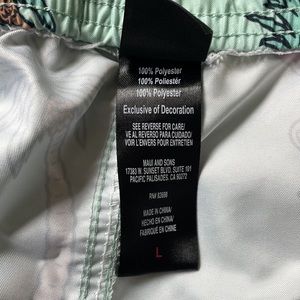 100% Polyester
100% Poliestér
100% Polyester
Exclusive of Decoration
SEE REVERSE FOR CARE/
VE AL REVERSO PARA CUIDADO/
VOIR L'ENVERS POUR ENTRETIEN
MAUI AND SONS
17383 W. SUNSET BLVD. SUITE 101
PACIFIC PALISADES, CA 90272
MADE IN CHINA/
HECHO EN CHINA/
FABRIQUÉ EN CHINE
L